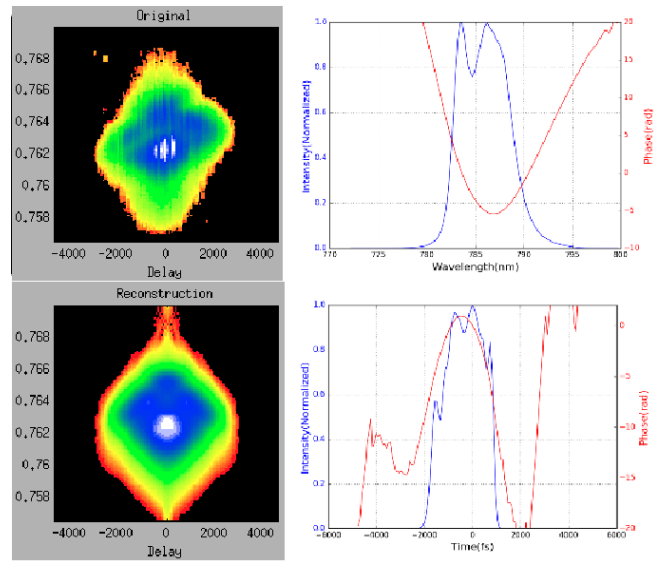 Original
0.768
0.766
0.764
0.762
0.76
0.758
-4000 -2000 0 2000 4000
Delay
1.0
0.8
0.6
0.4
0.2
0.0
Intensity(Normalized)
20
15
10
5
0
−5
−10
Phase(rad)
770 775 780 785 790 795 800
Wavelength(nm)
Reconstruction
0.768
0.766
0.764
0.762
0.76
0.758
-4000 -2000 0 2000 4000
Delay
1.0
0.8
0.6
0.4
0.2
0.0
Intensity(Normalized)
0
−5
−10
−15
−20
Phase(rad)
−6000 −4000 −2000 0 2000 4000 6000
Time(fs)